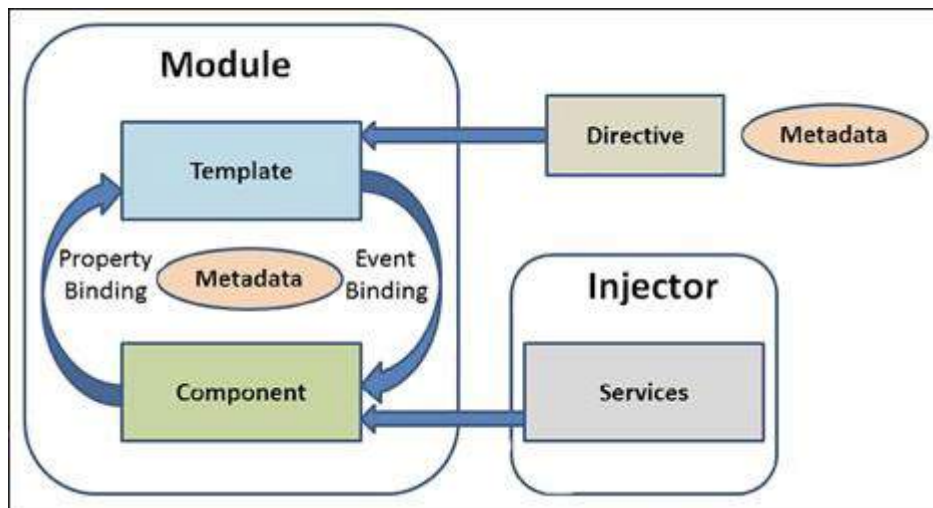 Module
Template
Directive
Metadata
Property
Binding
Metadata
Event
Binding
Injector
Component
Services